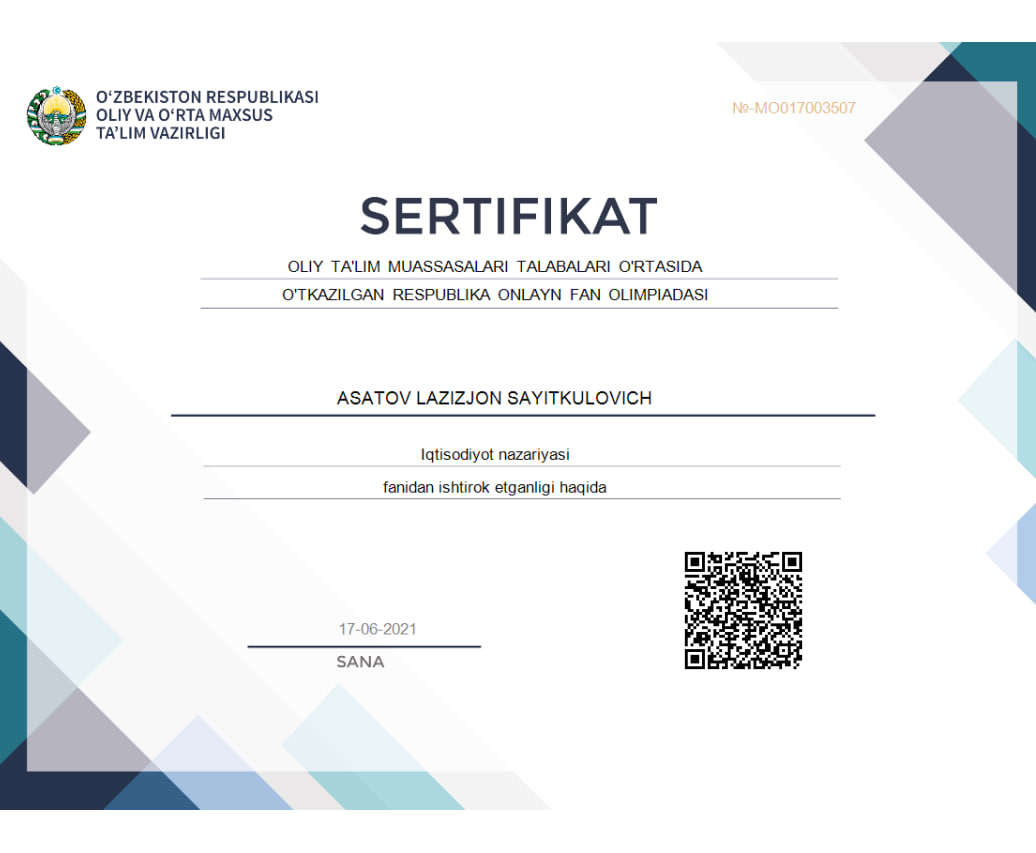 O‘ZBEKISTON RESPUBLIKASI
OLIY VA O‘RTA MAXSUS
TA’LIM VAZIRLIGI
№-MO017003507
SERTIFIKAT
OLIY TA'LIM MUASSASALARI TALABALARI O'RTASIDA
O'TKAZILGAN RESPUBLIKA ONLAYN FAN OLIMPIADASI
ASATOV LAZIZJON SAYITKULOVICH
Iqtisodiyot nazariyasi
fanidan ishtirok etganligi haqida
17-06-2021
SANA